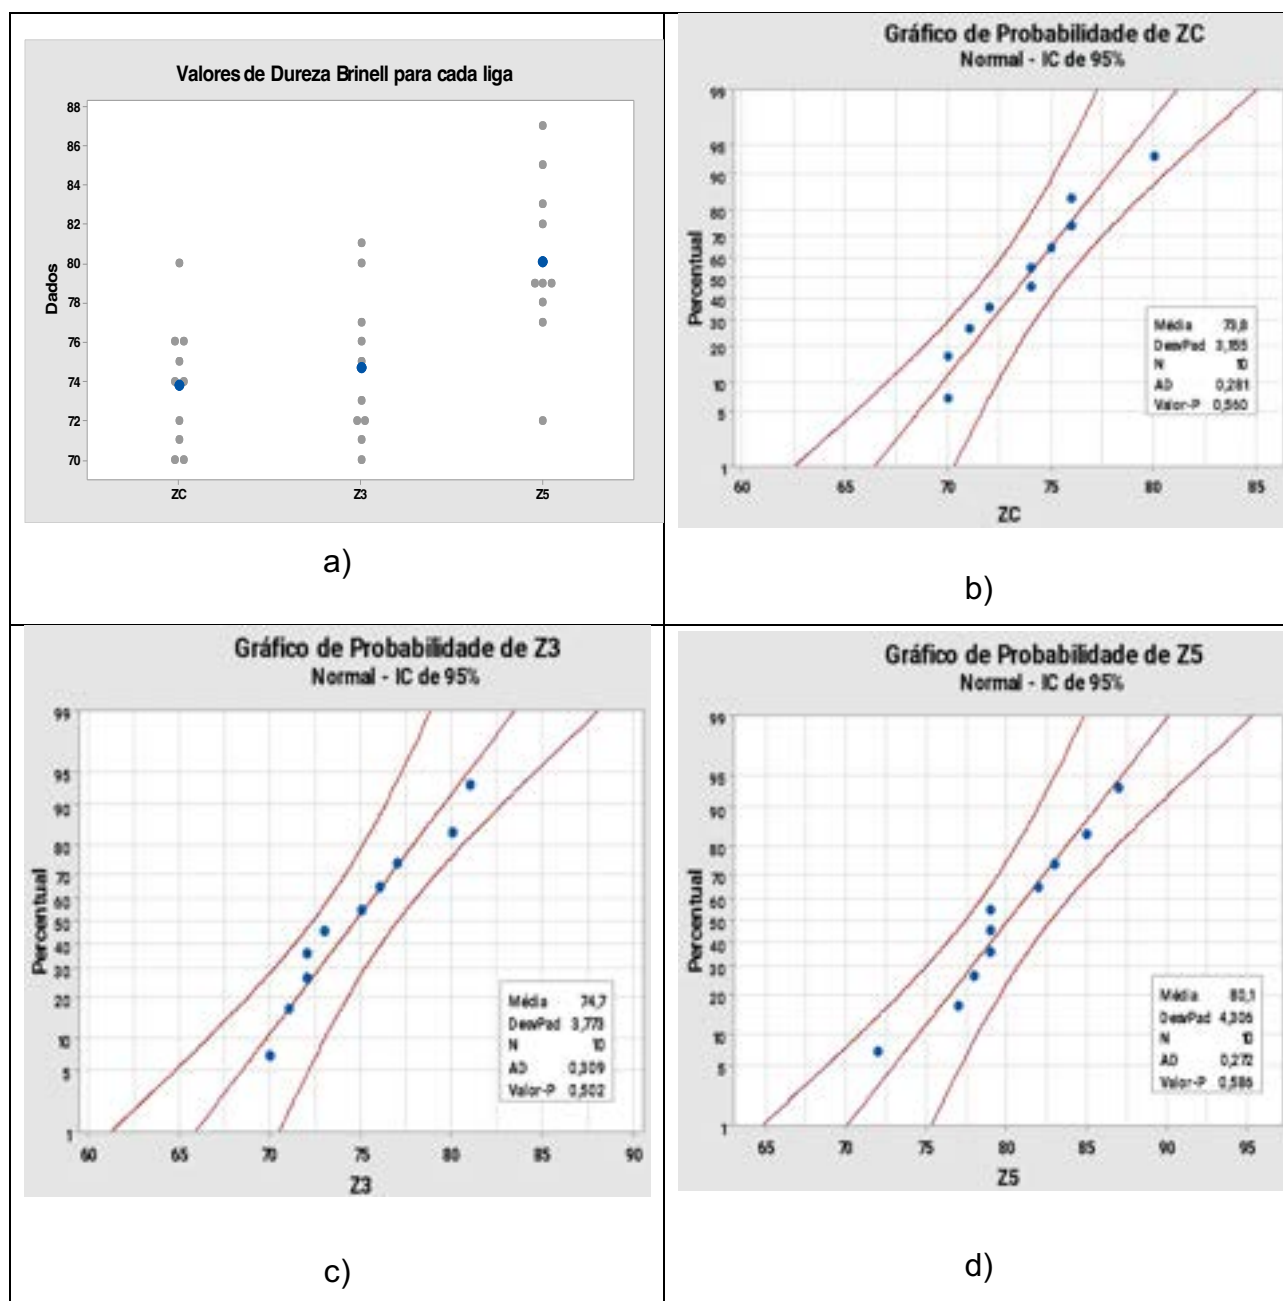 Valores de Dureza Brinell para cada liga
Dados
88
86
84
82
80
78
76
74
72
70
ZC
Z3
Z5
a)
Gráfico de Probabilidade de ZC
Normal - IC de 95%
Percentual
99
95
90
80
70
60
50
40
30
20
10
5
1
Média 73,8
DesvPad 3,155
N 10
AD 0,281
Valor-P 0,560
60
65
70
75
80
85
ZC
b)
Gráfico de Probabilidade de Z3
Normal - IC de 95%
Percentual
99
95
90
80
70
60
50
40
30
20
10
5
1
Média 74,7
DesvPad 3,773
N 10
AD 0,309
Valor-P 0,502
60
65
70
75
80
85
90
Z3
c)
Gráfico de Probabilidade de Z5
Normal - IC de 95%
Percentual
99
95
90
80
70
60
50
40
30
20
10
5
1
Média 80,1
DesvPad 4,306
N 10
AD 0,272
Valor-P 0,586
65
70
75
80
85
90
95
Z5
d)